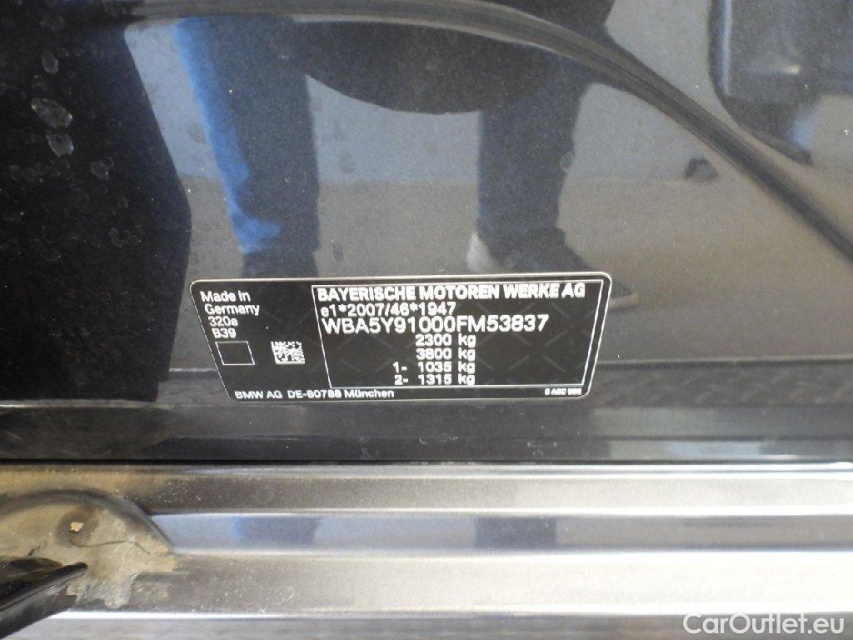 Made in
Germany
320e
B39
BAYERISCHE MOTOREN WERKE AG
e1*2007/46*1947
WBA5Y91000FM53837
2300 kg
3800 kg
1- 1035 kg
2- 1315 kg
BMW AG DE-80788 München
CarOutlet.eu